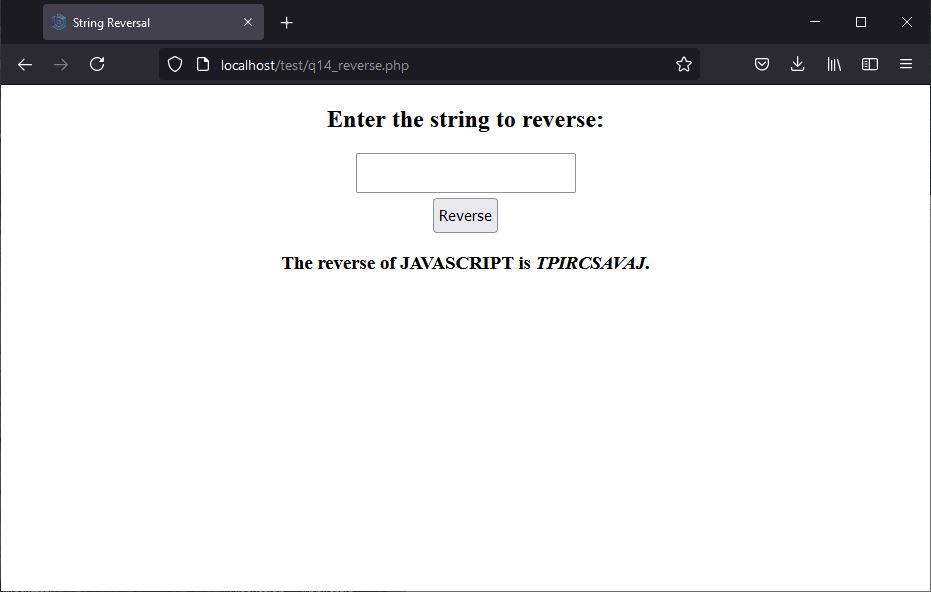 String Reversal
localhost/test/q14_reverse.php
Enter the string to reverse:
Reverse
The reverse of JAVASCRIPT is TPIRCSAVAJ.